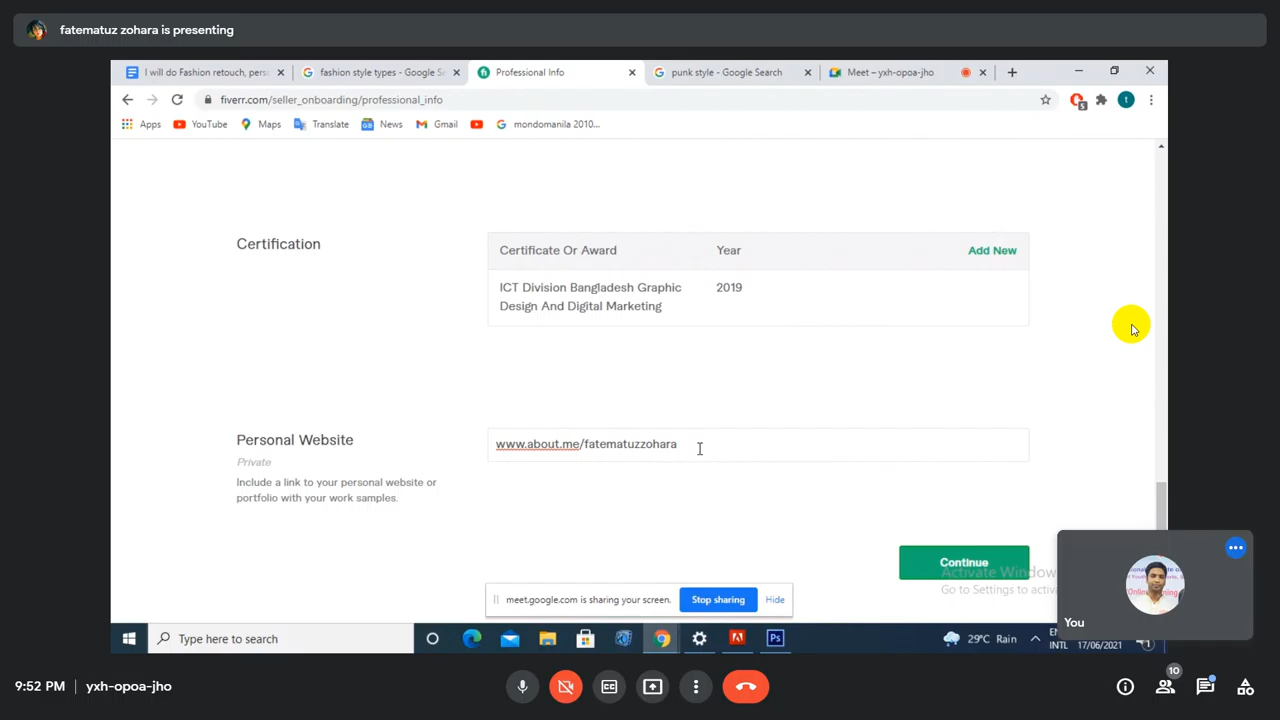 fatematuz zohara is presenting
I will do Fashion retouch, pers
fashion style types - Google Se
Professional Info
punk style - Google Search
Meet – yxh-opoa-jho
fiverr.com/seller_onboarding/professional_info
5
t
Apps
YouTube
Maps
Translate
News
Gmail
mondomanila 2010...
Certification
Certificate Or Award
Year
Add New
ICT Division Bangladesh Graphic
2019
Design And Digital Marketing
Personal Website
www.about.me/fatematuzzohara
Private
Include a link to your personal website or
portfolio with your work samples.
Continue
Activate Window
Go to Settings to activa
meet.google.com is sharing your screen.
Stop sharing
Hide
You
Type here to search
29°C Rain
INTL
17/06/2021
1
9:52 PM
yxh-opoa-jho
10